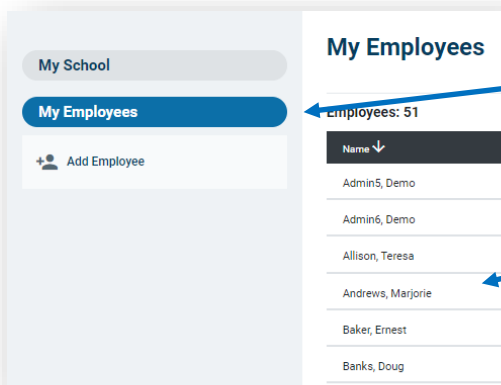 My School
My Employees
Add Employee
My Employees
Employees: 51
Name
Admin5, Demo
Admin6, Demo
Allison, Teresa
Andrews, Marjorie
Baker, Ernest
Banks, Doug